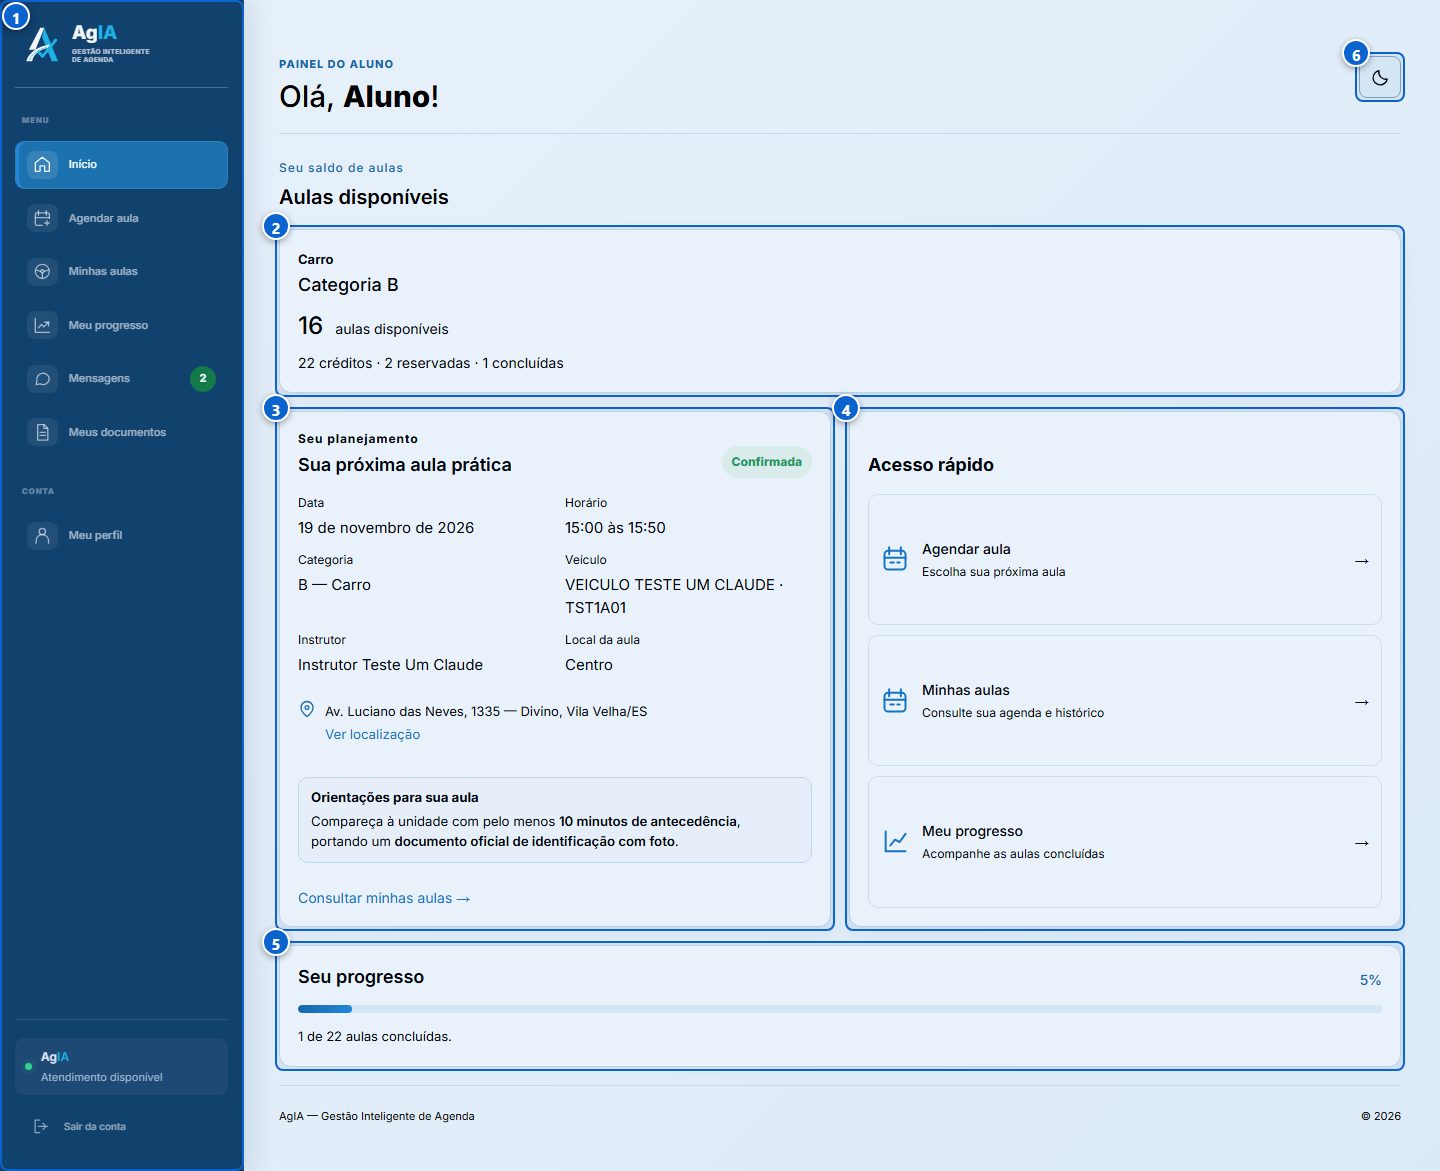 1
AgIA
GESTÃO INTELIGENTE
DE AGENDA
MENU
Início
Agendar aula
Minhas aulas
Meu progresso
Mensagens 2
Meus documentos
CONTA
Meu perfil
AgIA
Atendimento disponível
Sair da conta
PAINEL DO ALUNO
Olá, Aluno!
6
Seu saldo de aulas
Aulas disponíveis
2
Carro
Categoria B
16 aulas disponíveis
22 créditos · 2 reservadas · 1 concluídas
3
Seu planejamento
Sua próxima aula prática
Confirmada
Data
19 de novembro de 2026
Horário
15:00 às 15:50
Categoria
B — Carro
Veículo
VEICULO TESTE UM CLAUDE ·
TST1A01
Instrutor
Instrutor Teste Um Claude
Local da aula
Centro
Av. Luciano das Neves, 1335 — Divino, Vila Velha/ES
Ver localização
Orientações para sua aula
Compareça à unidade com pelo menos 10 minutos de antecedência,
portando um documento oficial de identificação com foto.
Consultar minhas aulas →
4
Acesso rápido
Agendar aula
Escolha sua próxima aula
→
Minhas aulas
Consulte sua agenda e histórico
→
Meu progresso
Acompanhe as aulas concluídas
→
5
Seu progresso
5%
1 de 22 aulas concluídas.
AgIA — Gestão Inteligente de Agenda
© 2026